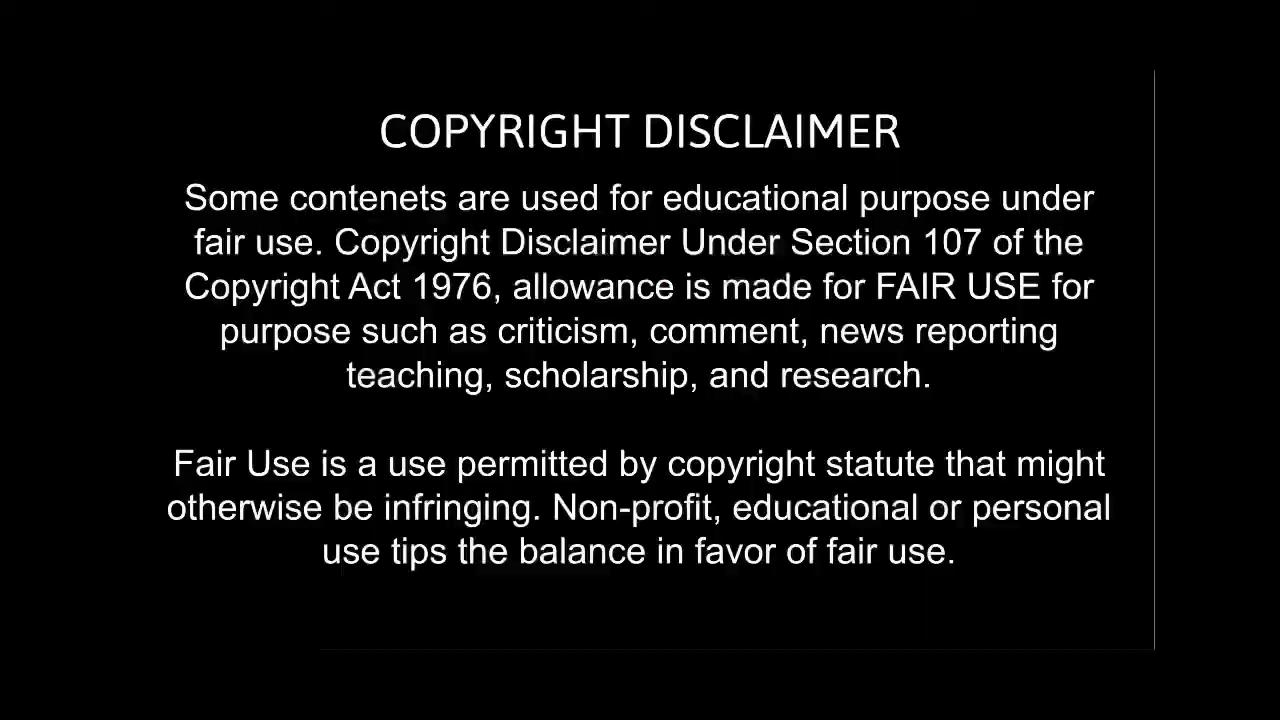 COPYRIGHT DISCLAIMER
Some contenets are used for educational purpose under
fair use. Copyright Disclaimer Under Section 107 of the
Copyright Act 1976, allowance is made for FAIR USE for
purpose such as criticism, comment, news reporting
teaching, scholarship, and research.
Fair Use is a use permitted by copyright statute that might
otherwise be infringing. Non-profit, educational or personal
use tips the balance in favor of fair use.